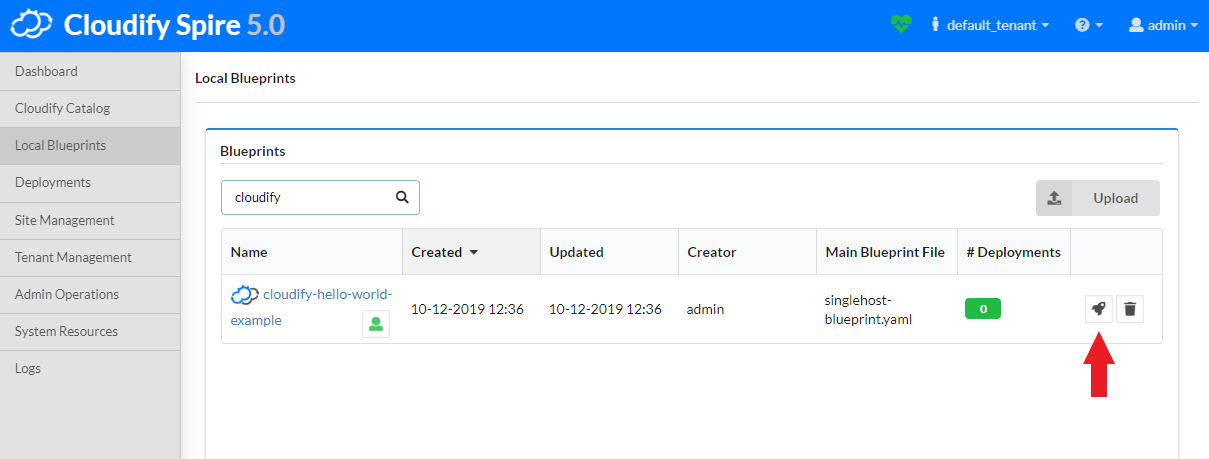 Cloudify Spire 5.0
default_tenant
admin
Dashboard
Cloudify Catalog
Local Blueprints
Deployments
Site Management
Tenant Management
Admin Operations
System Resources
Logs
Local Blueprints
Blueprints
cloudify
Upload
Name Created Updated Creator Main Blueprint File # Deployments
cloudify-hello-world-
example
10-12-2019 12:36 10-12-2019 12:36 admin
singlehost-
blueprint.yaml
0